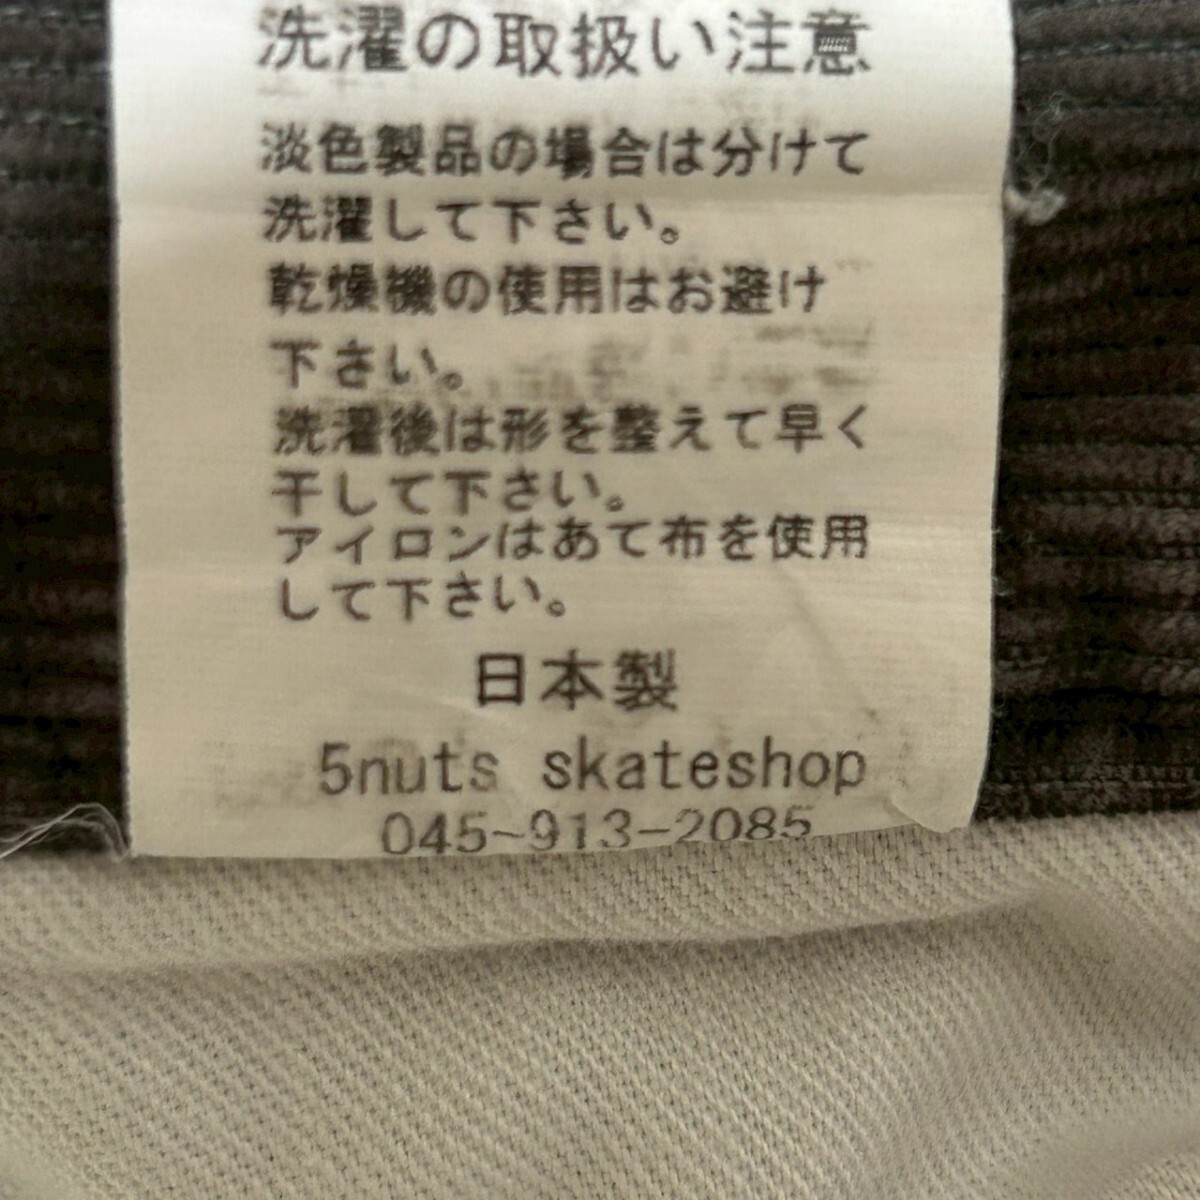 洗濯の取扱い注意
淡色製品の場合は分けて
洗濯して下さい。
乾燥機の使用はお避け
下さい。
洗濯後は形を整えて早く
干して下さい。
アイロンはあて布を使用
して下さい。
日本製
5nuts skateshop
045-913-2085